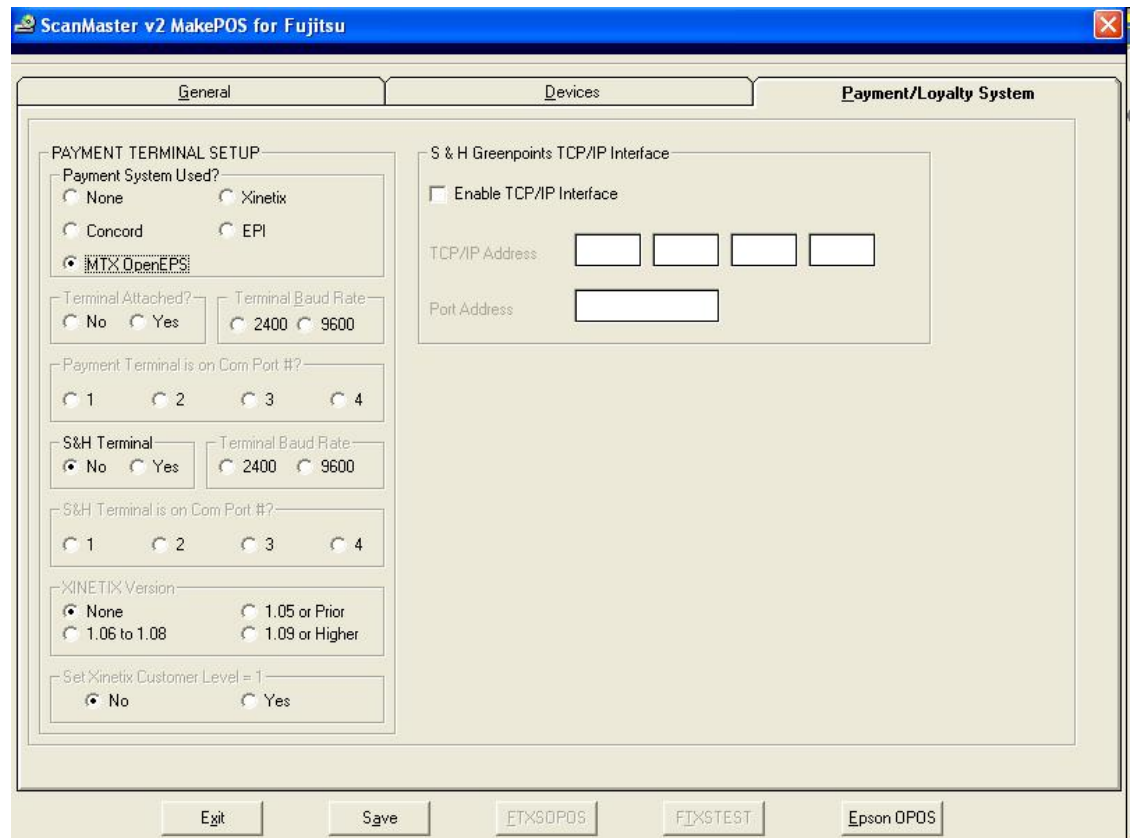 ScanMaster v2 MakePOS for Fujitsu
General Devices Payment/Loyalty System
PAYMENT TERMINAL SETUP
Payment System Used?
None Xinetix
Concord EPI
MTX OpenEPS
Terminal Attached? Terminal Baud Rate
No Yes 2400 9600
Payment Terminal is on Com Port #?
1 2 3 4
S&H Terminal Terminal Baud Rate
No Yes 2400 9600
S&H Terminal is on Com Port #?
1 2 3 4
XINETIX Version
None 1.05 or Prior
1.06 to 1.08 1.09 or Higher
Set Xinetix Customer Level = 1
No Yes
S & H Greenpoints TCP/IP Interface
Enable TCP/IP Interface
TCP/IP Address
Port Address
Exit Save FTXSOPOS FTXSTEST Epson OPOS